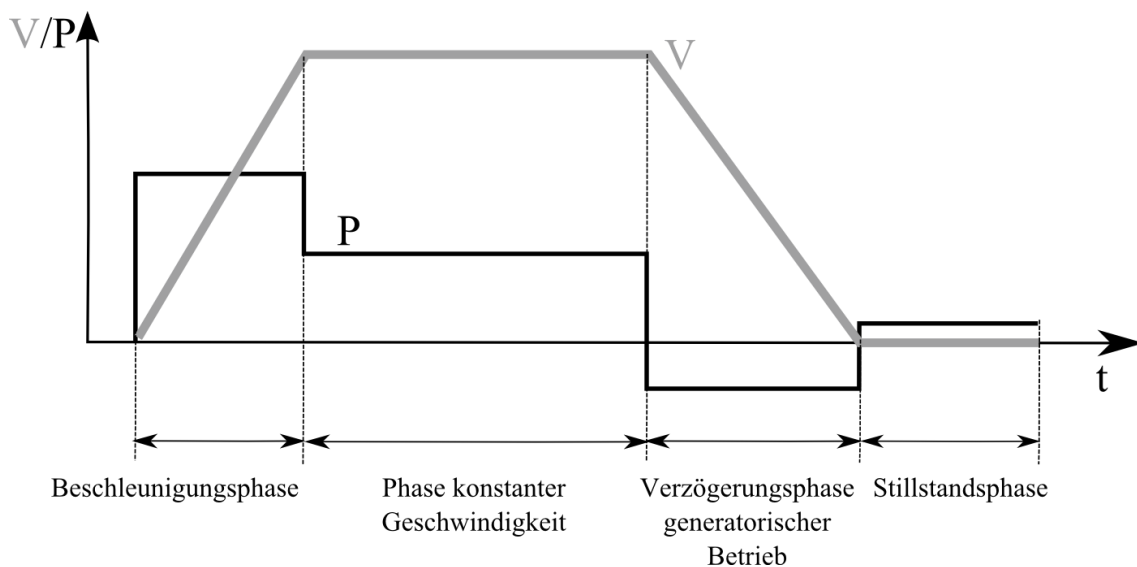 V/P
V
P
t
Beschleunigungsphase
Phase konstanter
Geschwindigkeit
Verzögerungsphase
generatorischer
Betrieb
Stillstandsphase